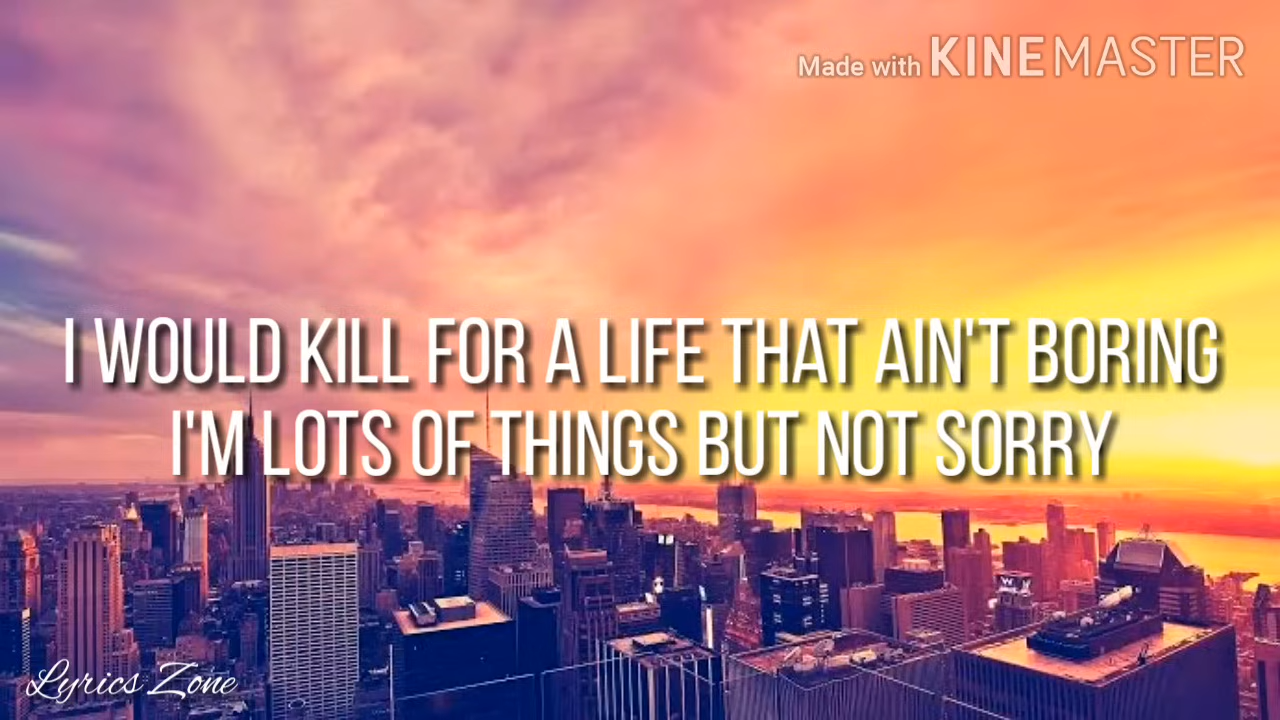 Made with KINEMASTER
I WOULD KILL FOR A LIFE THAT AIN'T BORING
I'M LOTS OF THINGS BUT NOT SORRY
Lyrics Zone